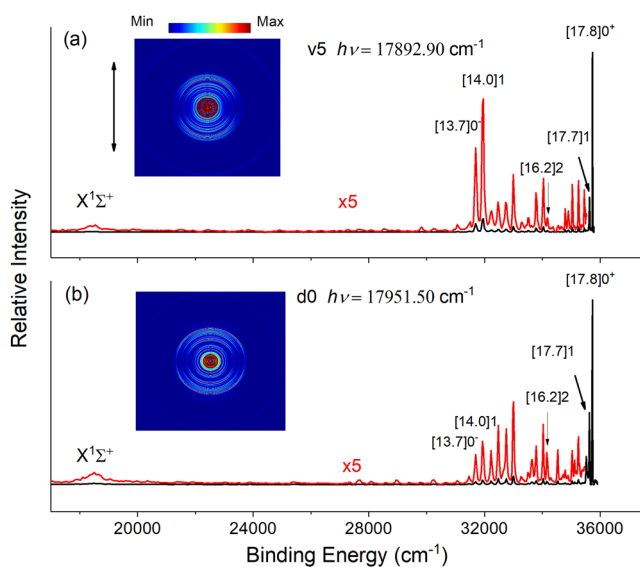 Min Max
(a)
v5 hν = 17892.90 cm⁻¹
[17.8]0⁺
[14.0]1
[13.7]0⁻
[17.7]1
[16.2]2
X¹Σ⁺
x5
(b)
d0 hν = 17951.50 cm⁻¹
[17.8]0⁺
[17.7]1
[16.2]2
[14.0]1
[13.7]0⁻
X¹Σ⁺
x5
Relative Intensity
20000 24000 28000 32000 36000
Binding Energy (cm⁻¹)